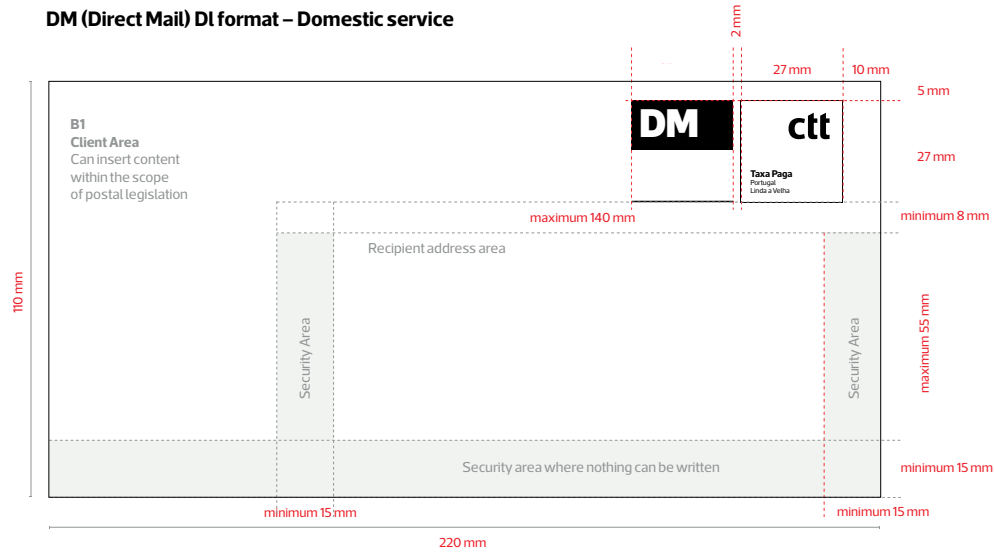 DM (Direct Mail) Dl format – Domestic service
2 mm
27 mm
10 mm
5 mm
B1
Client Area
Can insert content
within the scope
of postal legislation
DM
ctt
Taxa Paga
Portugal
Linda a Velha
27 mm
maximum 140 mm
minimum 8 mm
Recipient address area
110 mm
Security Area
Security Area
maximum 55 mm
Security area where nothing can be written
minimum 15 mm
minimum 15 mm
minimum 15 mm
220 mm